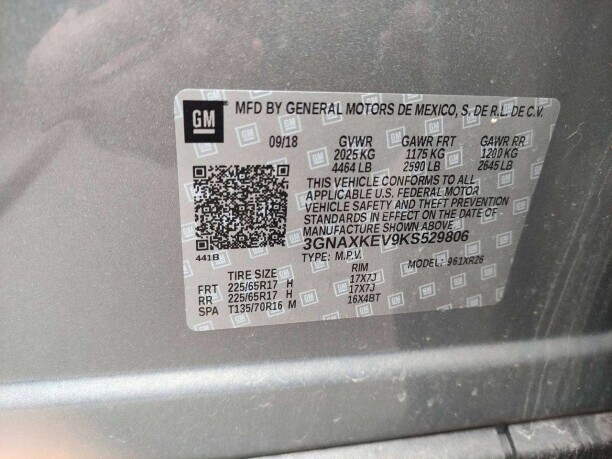 GM
MFD BY GENERAL MOTORS DE MEXICO, S. DE R.L. DE C.V.
09/18 GVWR GAWR FRT GAWR RR
2025 KG 1175 KG 1200 KG
4464 LB 2590 LB 2645 LB
THIS VEHICLE CONFORMS TO ALL
APPLICABLE U.S. FEDERAL MOTOR
VEHICLE SAFETY AND THEFT PREVENTION
STANDARDS IN EFFECT ON THE DATE OF
MANUFACTURE SHOWN ABOVE
3GNAXKEV9KS529806
441B
TYPE: M.P.V. MODEL: 961XR26
TIRE SIZE RIM
FRT 225/65R17 H 17X7J
RR 225/65R17 H 17X7J
SPA T135/70R16 M 16X4BT